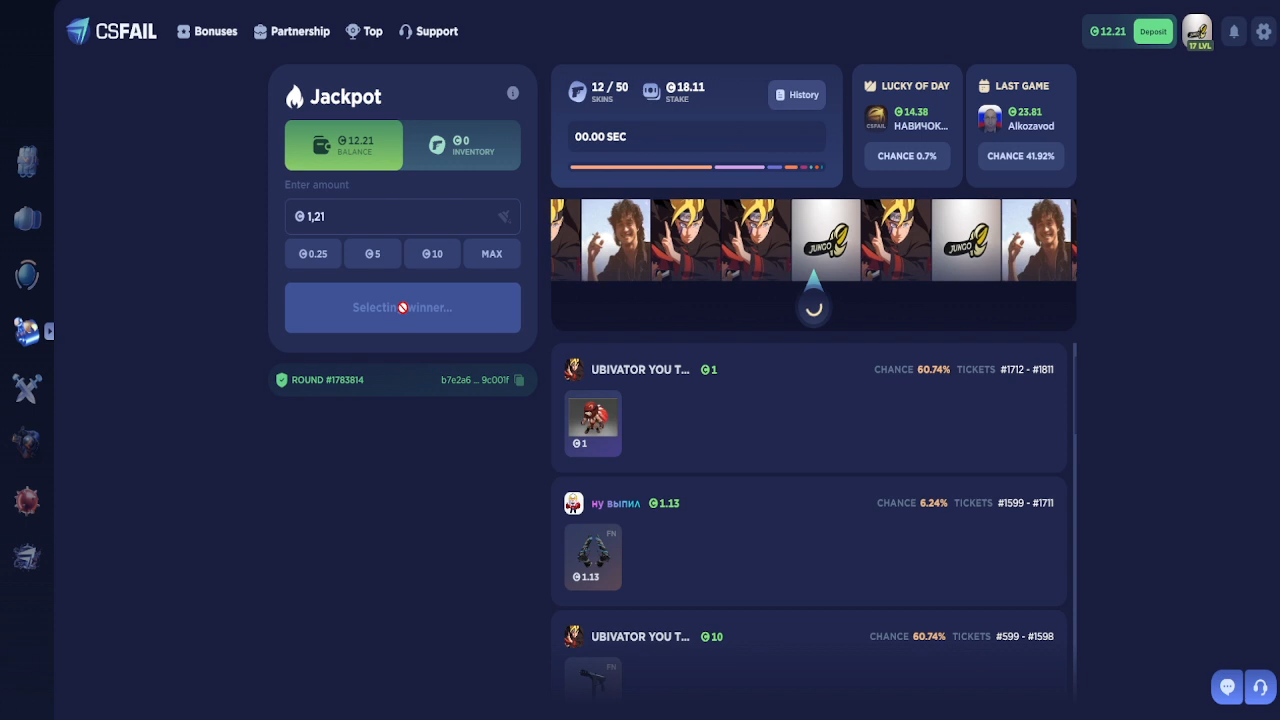 CSFAIL
Bonuses
Partnership
Top
Support
12.21
Deposit
17 LVL
Jackpot
12.21
BALANCE
0
INVENTORY
Enter amount
1,21
0.25
5
10
MAX
Selectin winner...
ROUND #1783814
b7e2a6 ... 9c001f
12 / 50
SKINS
18.11
STAKE
History
00.00 SEC
LUCKY OF DAY
CSFAIL
14.38
НАВИЧОК...
CHANCE 0.7%
LAST GAME
23.81
Alkozavod
CHANCE 41.92%
JUNGO
JUNGO
UBIVATOR YOU T...
1
CHANCE 60.74% TICKETS #1712 - #1811
1
ну выпил
1.13
CHANCE 6.24% TICKETS #1599 - #1711
FN
1.13
UBIVATOR YOU T...
10
CHANCE 60.74% TICKETS #599 - #1598
FN